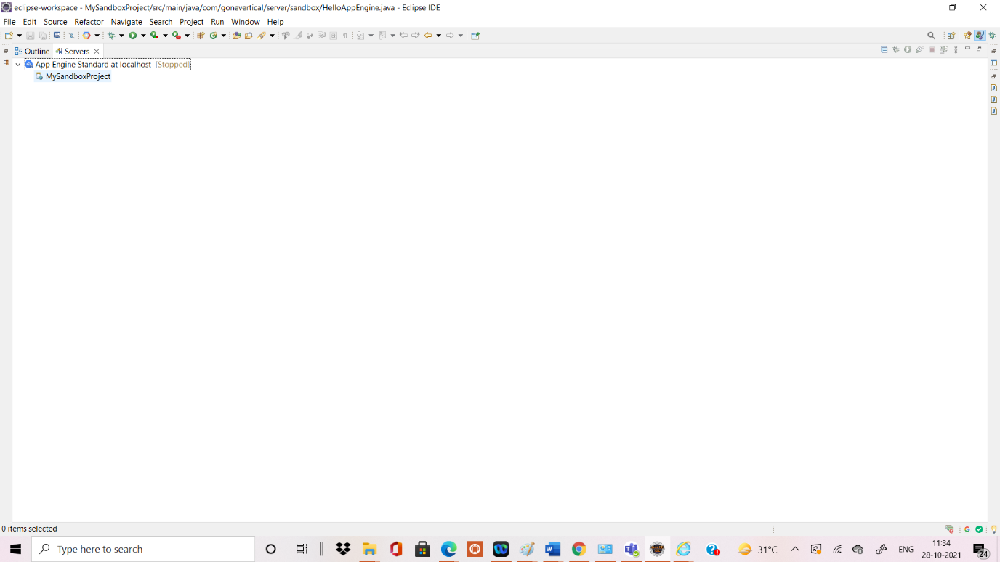 eclipse-workspace - MySandboxProject/src/main/java/com/gonevertical/server/sandbox/HelloAppEngine.java - Eclipse IDE
File Edit Source Refactor Navigate Search Project Run Window Help
Outline Servers
App Engine Standard at localhost [Stopped]
MySandboxProject
0 items selected
Type here to search
31°C
ENG
11:34
28-10-2021
24